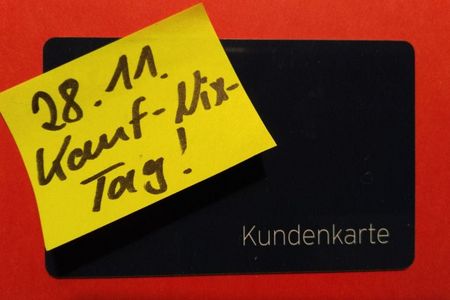 28.11.
Kauf-Nix-
Tag!
Kundenkarte